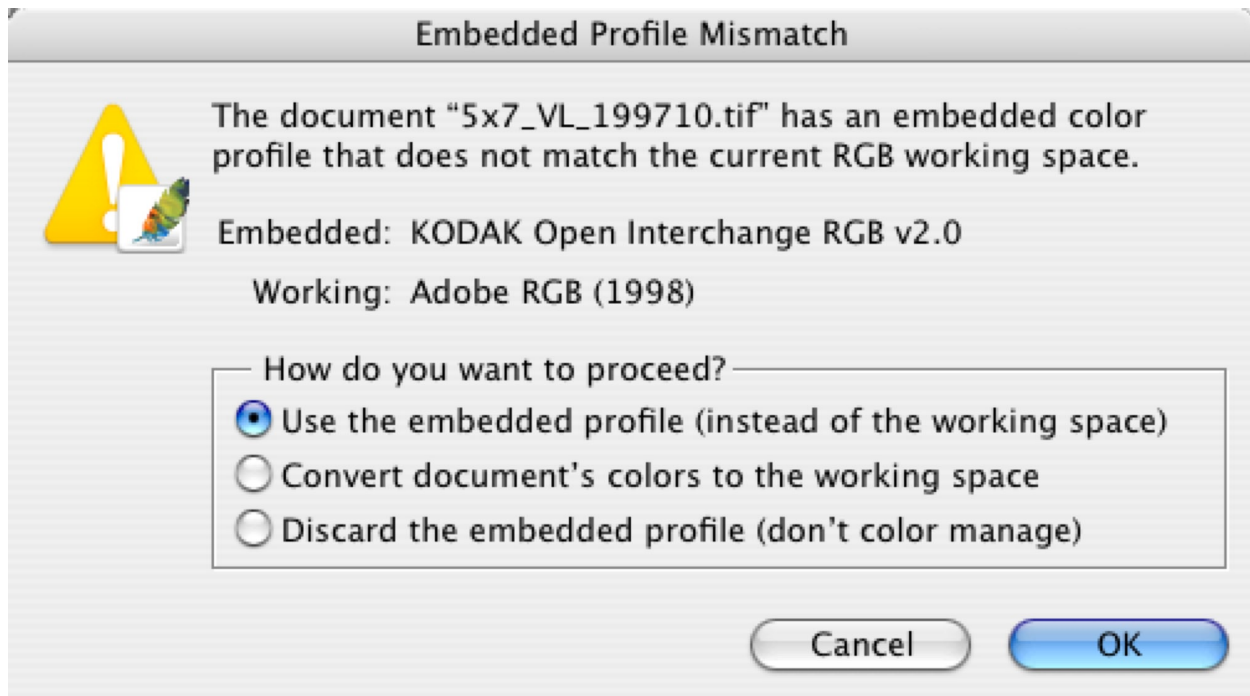 Embedded Profile Mismatch
The document “5x7_VL_199710.tif” has an embedded color
profile that does not match the current RGB working space.
Embedded: KODAK Open Interchange RGB v2.0
Working: Adobe RGB (1998)
How do you want to proceed?
Use the embedded profile (instead of the working space)
Convert document’s colors to the working space
Discard the embedded profile (don’t color manage)
Cancel OK